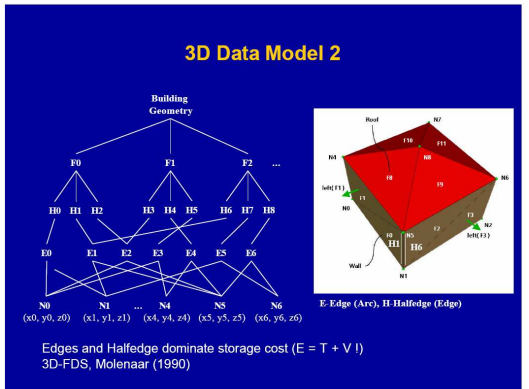 3D Data Model 2
Building
Geometry
F0 F1 F2 ...
H0 H1 H2 H3 H4 H5 H6 H7 H8
E0 E1 E2 E3 E4 E5 E6
N0 N1 ... N4 N5 N6
(x0, y0, z0) (x1, y1, z1) (x4, y4, z4) (x5, y5, z5) (x6, y6, z6)
Roof
N7
F10 F11
N4 N8
F8 N6
left( F1) F1 F9
N0
F3 N2
F0 N5 F2 left( F3 )
H1 H6
Wall
N1
E-Edge (Arc), H-Halfedge (Edge)
Edges and Halfedge dominate storage cost (E = T + V !)
3D-FDS, Molenaar (1990)